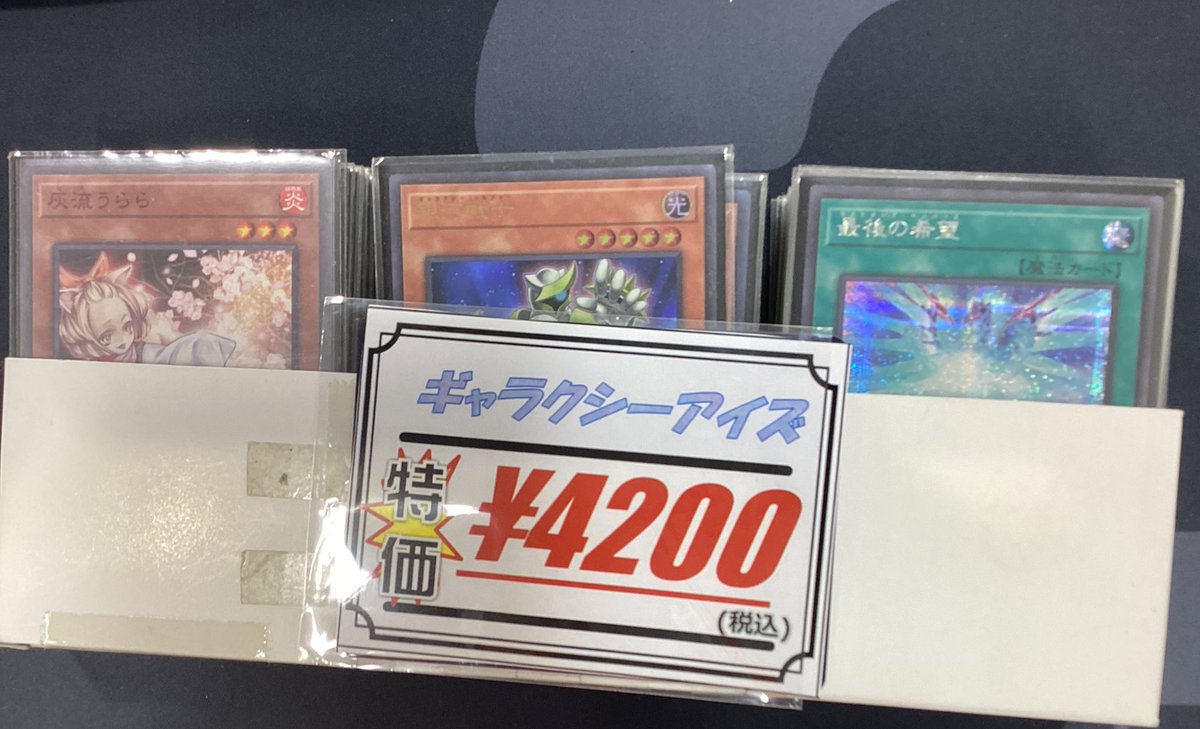 灰流うらら
炎
光
最後の希望
【魔法カード】
ギャラクシーアイズ
特価
¥4200
(税込)